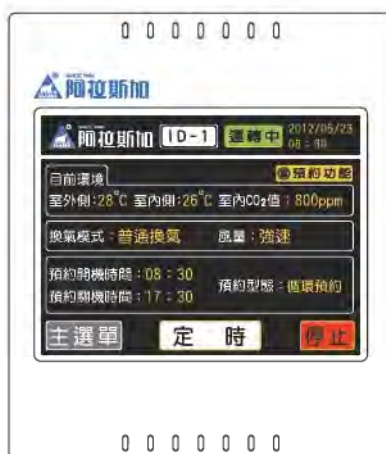 阿拉斯加
阿拉斯加 ID-1 運轉中 2012/05/23
08:30
目前環境 預約功能
室外側:28°C 室內側:26°C 室內CO2值:800ppm
換氣模式:普通換氣 風量:強速
預約開機時間:08:30
預約關機時間:17:30 預約型態:循環預約
主選單 定時 停止